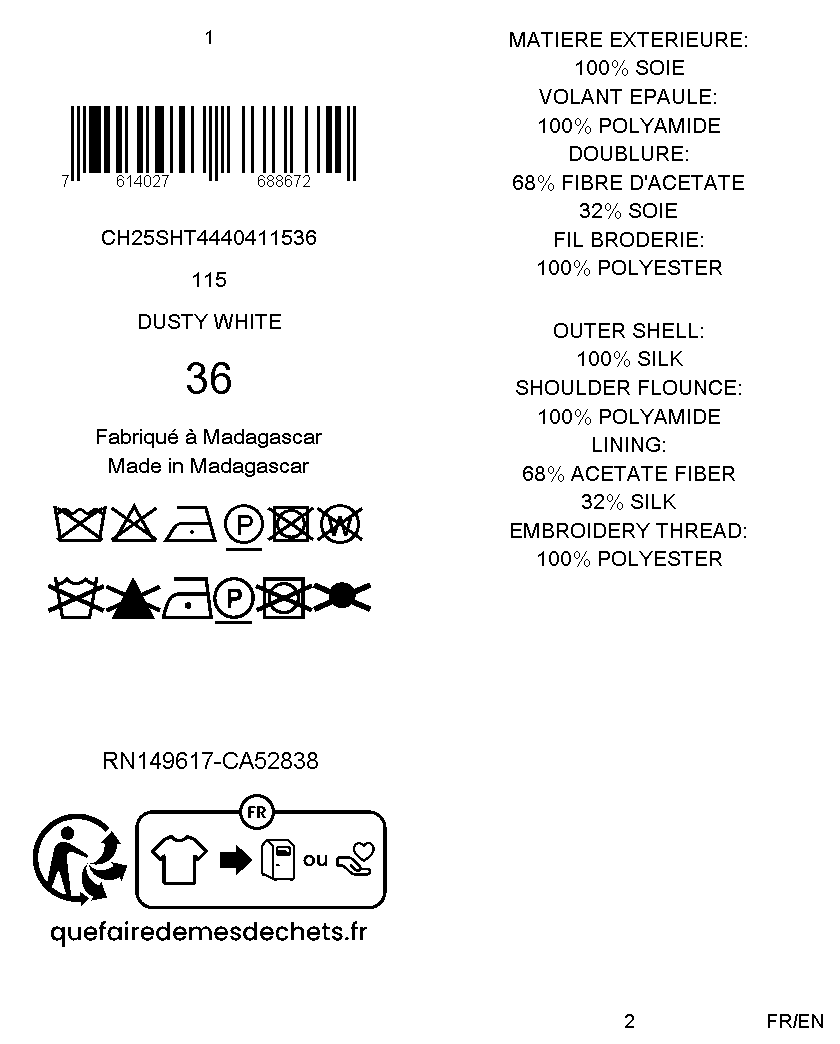 1
7 614027 688672
CH25SHT4440411536
115
DUSTY WHITE
36
Fabriqué à Madagascar
Made in Madagascar
P W
P
RN149617-CA52838
FR
ou
quefairedemesdechets.fr
MATIERE EXTERIEURE:
100% SOIE
VOLANT EPAULE:
100% POLYAMIDE
DOUBLURE:
68% FIBRE D'ACETATE
32% SOIE
FIL BRODERIE:
100% POLYESTER
OUTER SHELL:
100% SILK
SHOULDER FLOUNCE:
100% POLYAMIDE
LINING:
68% ACETATE FIBER
32% SILK
EMBROIDERY THREAD:
100% POLYESTER
2
FR/EN